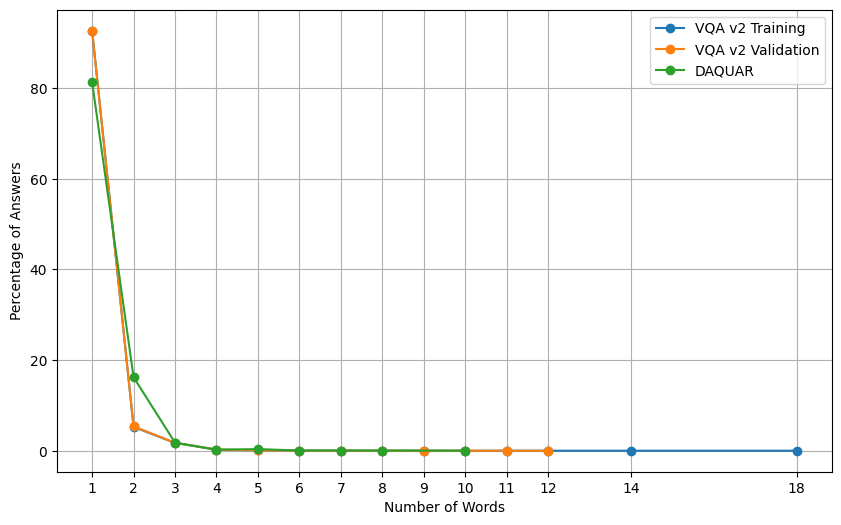 VQA v2 Training
VQA v2 Validation
DAQUAR
Percentage of Answers
80
60
40
20
0
1 2 3 4 5 6 7 8 9 10 11 12 14 18
Number of Words